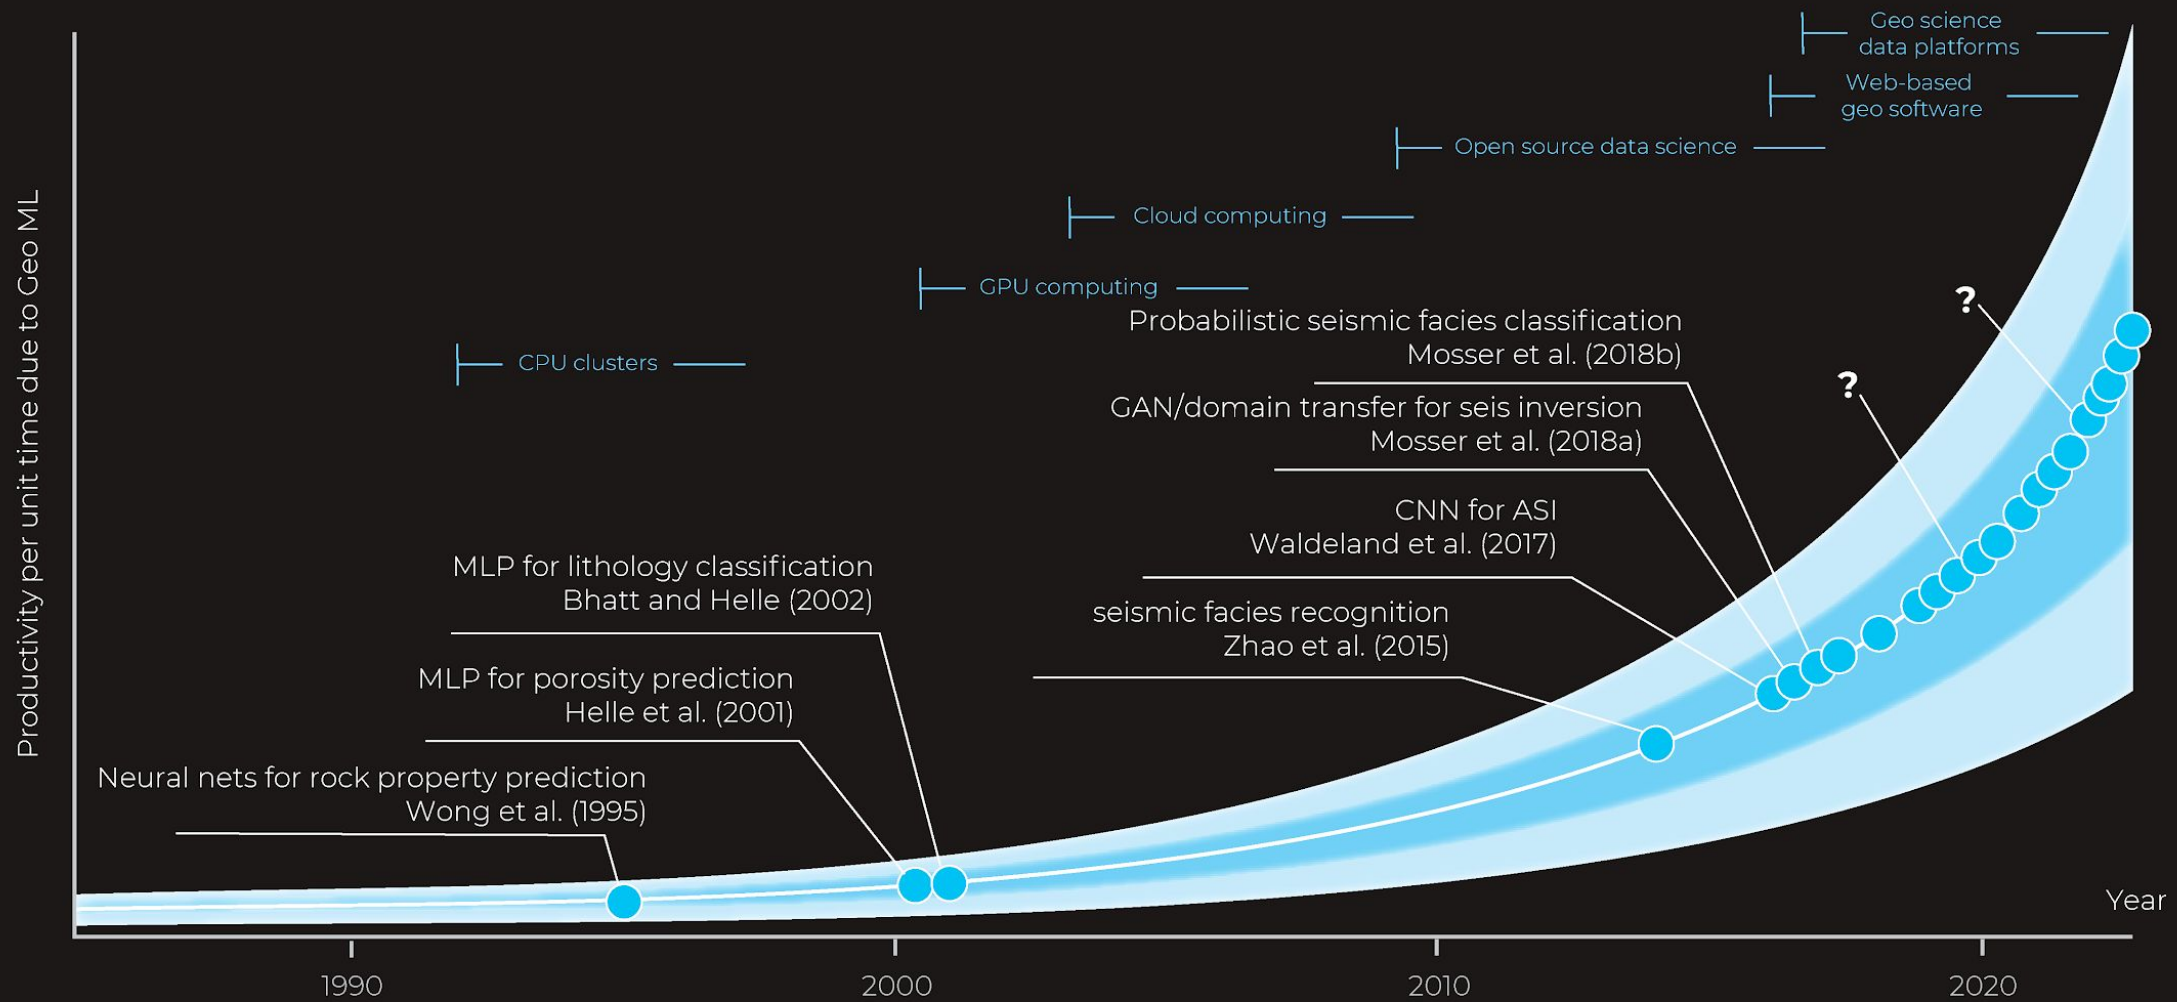 Geo science
data platforms
Web-based
geo software
Open source data science
Cloud computing
GPU computing
CPU clusters
Productivity per unit time due to Geo ML
Probabilistic seismic facies classification
Mosser et al. (2018b)
GAN/domain transfer for seis inversion
Mosser et al. (2018a)
CNN for ASI
Waldeland et al. (2017)
seismic facies recognition
Zhao et al. (2015)
?
?
MLP for lithology classification
Bhatt and Helle (2002)
MLP for porosity prediction
Helle et al. (2001)
Neural nets for rock property prediction
Wong et al. (1995)
Year
1990
2000
2010
2020